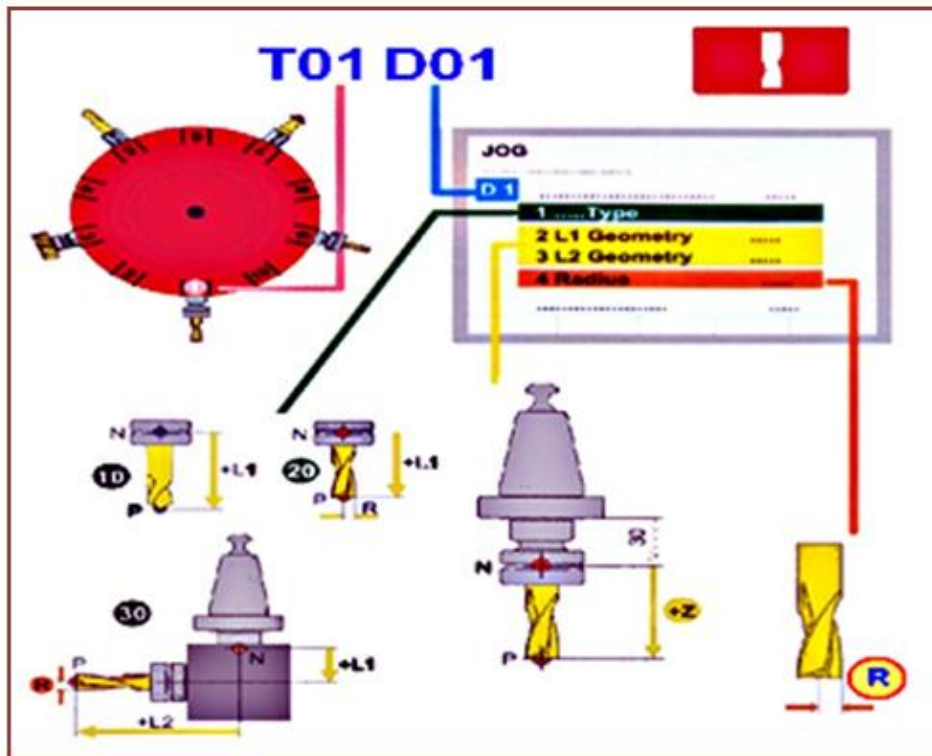 T01 D01
JOG
D 1
1 .....Type
2 L1 Geometry
3 L2 Geometry
4 Radius
N
+L1
10
P
N
+L1
20
P
R
30
N
+Z
P
R
30
P
N
+L1
R
+L2